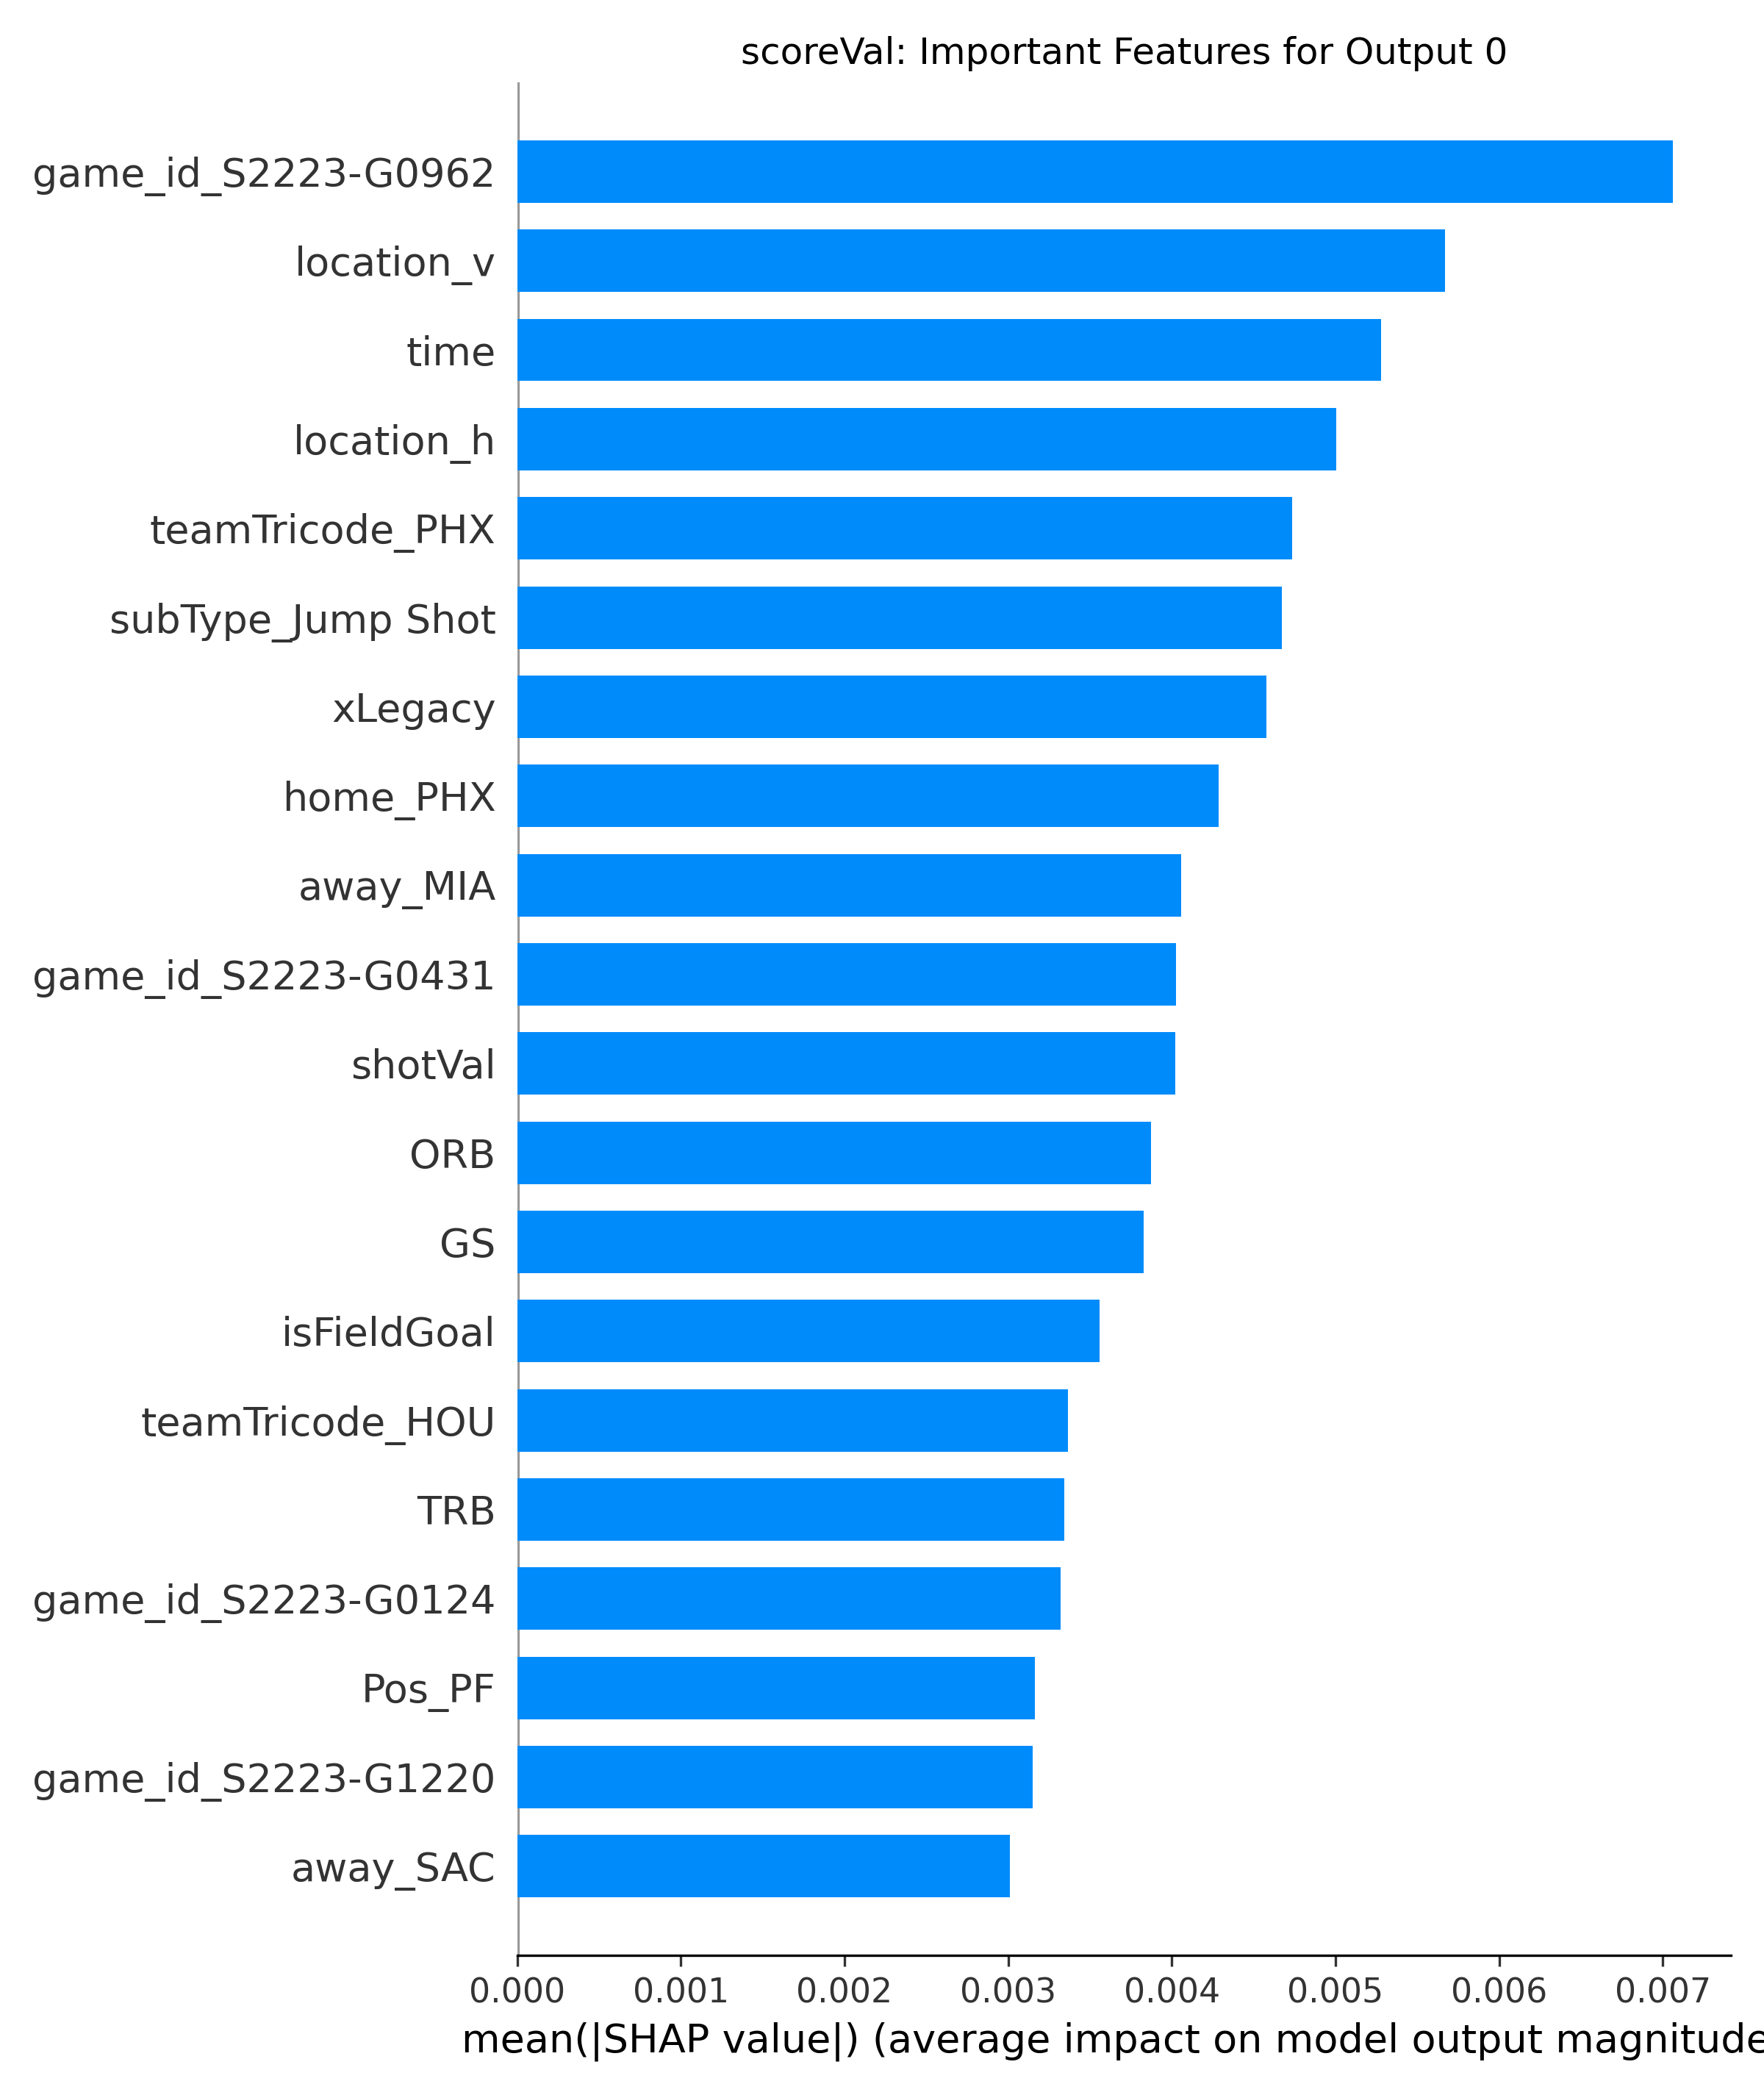 scoreVal: Important Features for Output 0
game_id_S2223-G0962
location_v
time
location_h
teamTricode_PHX
subType_Jump Shot
xLegacy
home_PHX
away_MIA
game_id_S2223-G0431
shotVal
ORB
GS
isFieldGoal
teamTricode_HOU
TRB
game_id_S2223-G0124
Pos_PF
game_id_S2223-G1220
away_SAC
0.000 0.001 0.002 0.003 0.004 0.005 0.006 0.007
mean(|SHAP value|) (average impact on model output magnitude